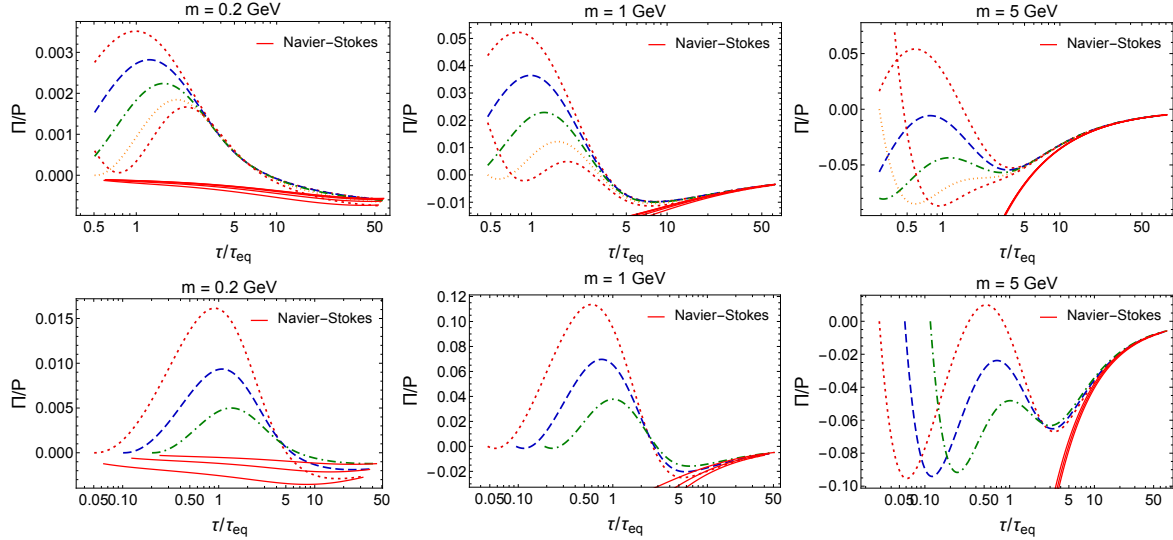 m = 0.2 GeV
Π/P
0.003
0.002
0.001
0.000
Navier-Stokes
0.5 1 5 10 50
τ/τeq
m = 1 GeV
Π/P
0.05
0.04
0.03
0.02
0.01
0.00
-0.01
Navier-Stokes
0.5 1 5 10 50
τ/τeq
m = 5 GeV
Π/P
0.05
0.00
-0.05
Navier-Stokes
0.5 1 5 10 50
τ/τeq
m = 0.2 GeV
Π/P
0.015
0.010
0.005
0.000
Navier-Stokes
0.05 0.10 0.50 1 5 10 50
τ/τeq
m = 1 GeV
Π/P
0.12
0.10
0.08
0.06
0.04
0.02
0.00
-0.02
Navier-Stokes
0.05 0.10 0.50 1 5 10 50
τ/τeq
m = 5 GeV
Π/P
0.00
-0.02
-0.04
-0.06
-0.08
-0.10
Navier-Stokes
0.05 0.10 0.50 1 5 10 50
τ/τeq